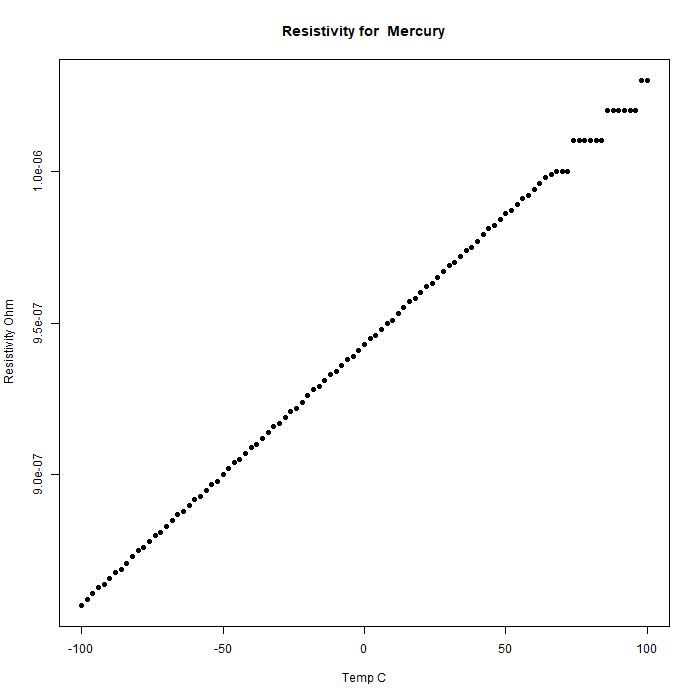 Resistivity for  Mercury
Resistivity Ohm
1.0e-06
9.5e-07
9.0e-07
-100
-50
0
50
100
Temp C